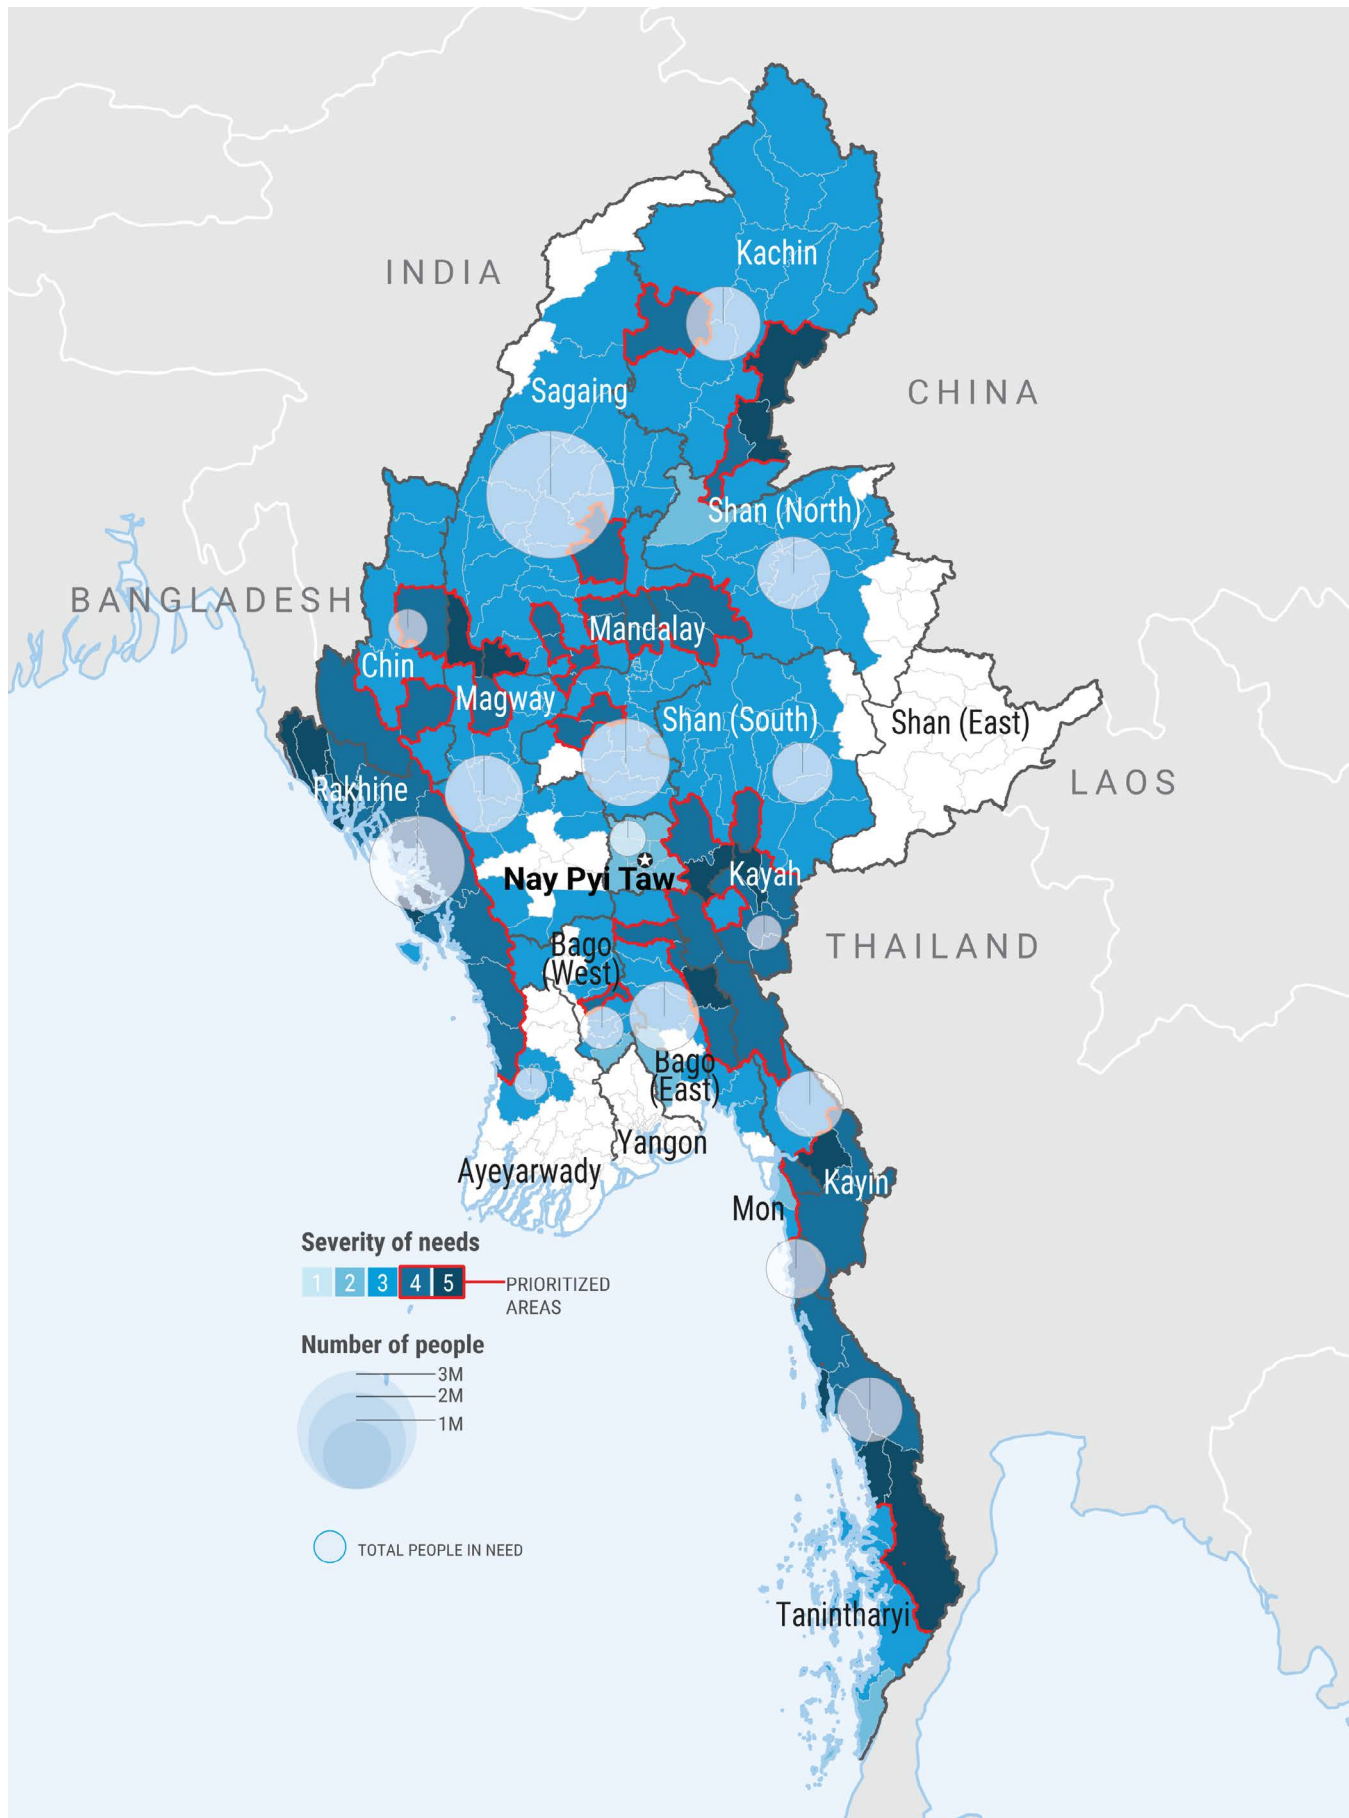 Kachin
INDIA
Sagaing
CHINA
Shan (North)
BANGLADESH
Mandalay
Chin
Magway
Shan (South)
Shan (East)
LAOS
Rakhine
Nay Pyi Taw
Kayah
THAILAND
Bago
(West)
Bago
(East)
Yangon
Ayeyarwady
Kayin
Mon
Severity of needs
1 2 3 4 5
PRIORITIZED
AREAS
Number of people
3M
2M
1M
TOTAL PEOPLE IN NEED
Tanintharyi